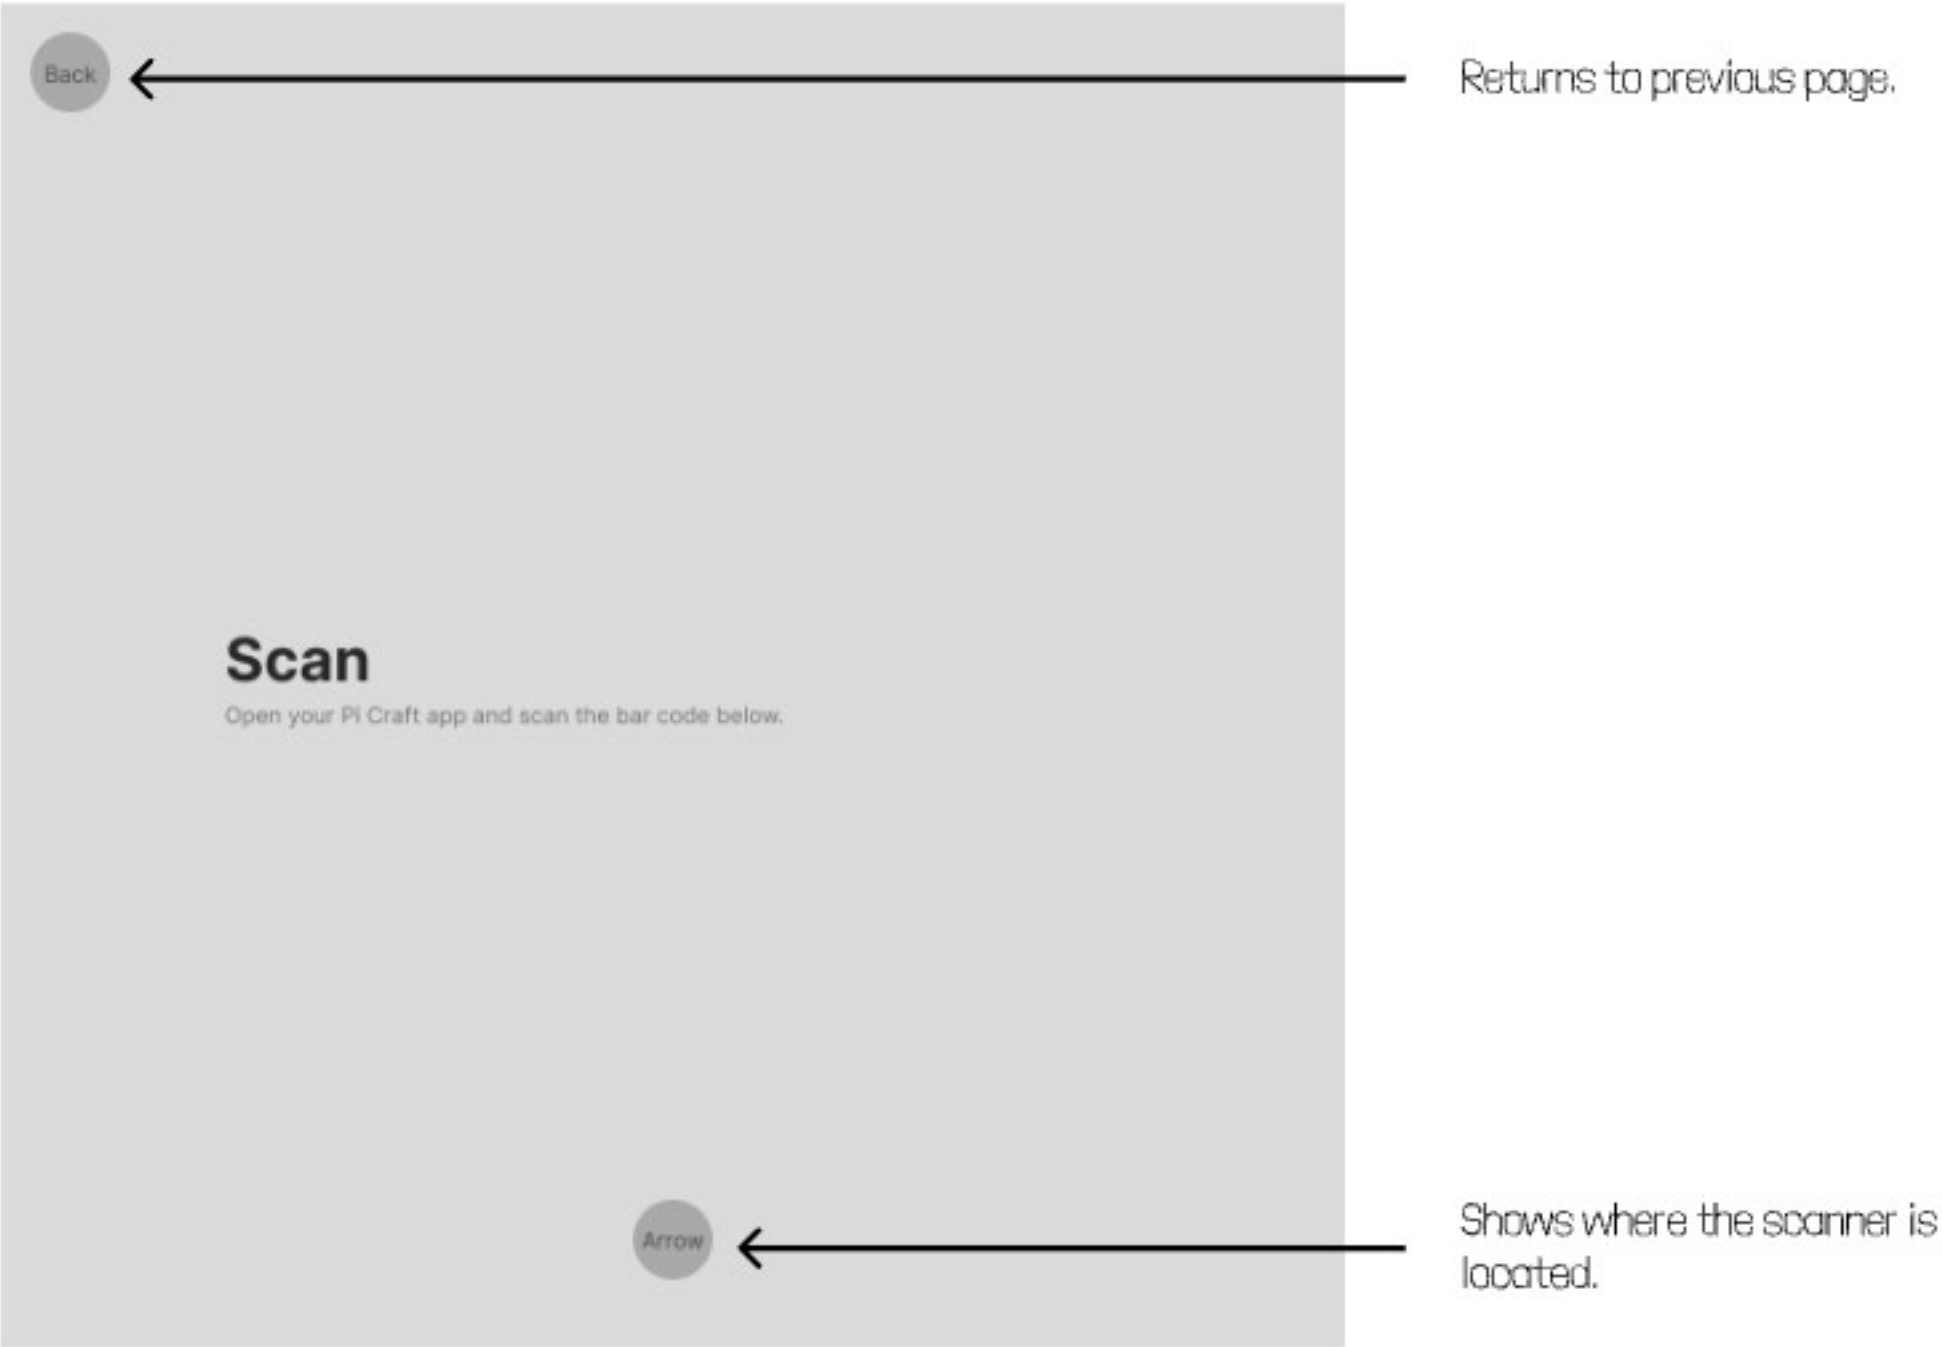 Back
Returns to previous page.
Scan
Open your Pi Craft app and scan the bar code below.
Arrow
Shows where the scanner is
located.